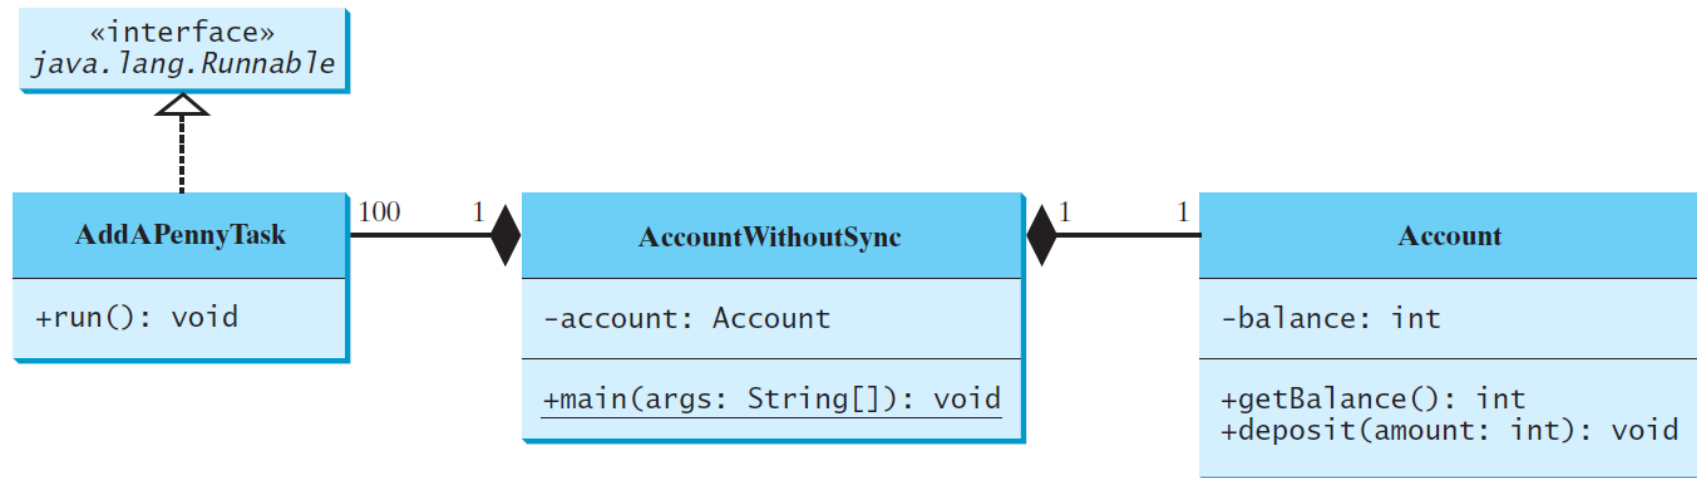 «interface»
java.lang.Runnable
AddAPennyTask
+run(): void
100
1
AccountWithoutSync
-account: Account
+main(args: String[]): void
1
1
Account
-balance: int
+getBalance(): int
+deposit(amount: int): void